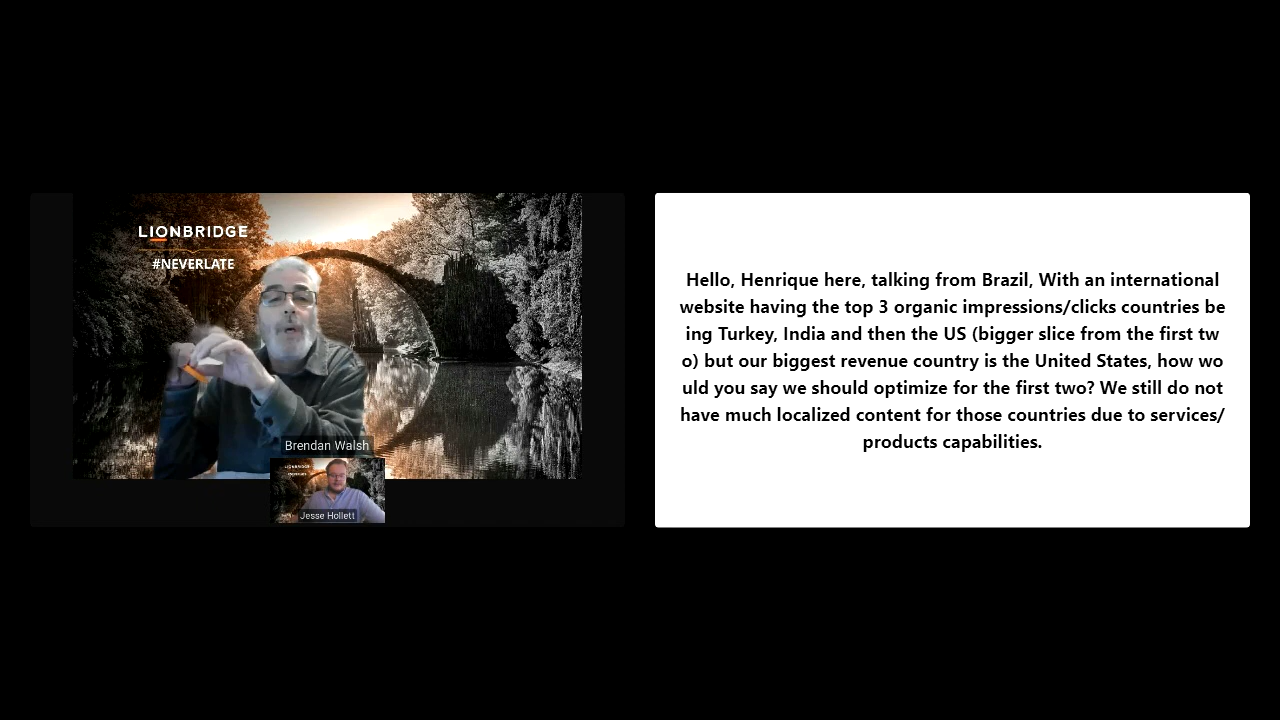 LIONBRIDGE
#NEVERLATE
Brendan Walsh
Jesse Hollett
Hello, Henrique here, talking from Brazil, With an international
website having the top 3 organic impressions/clicks countries be
ing Turkey, India and then the US (bigger slice from the first tw
o) but our biggest revenue country is the United States, how wo
uld you say we should optimize for the first two? We still do not
have much localized content for those countries due to services/
products capabilities.